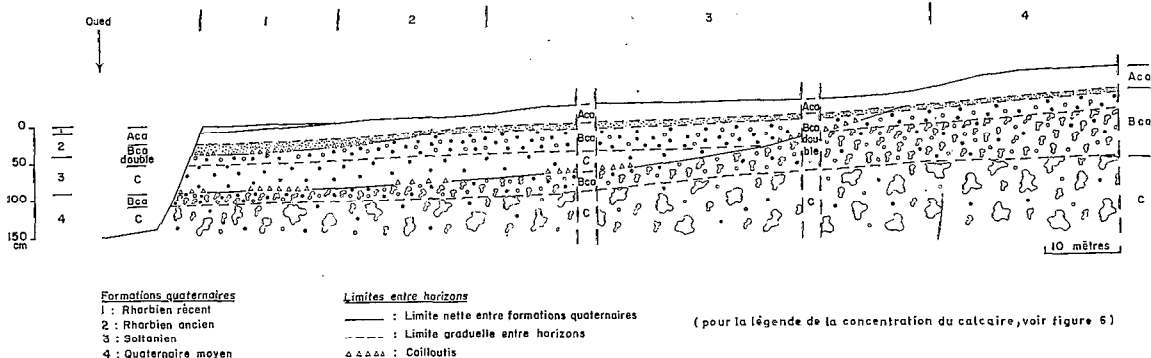 1 2 3 4
Oued
Aca Aca Aca Aca
0 1 Aca Bca Bca Bca
2 Bca double C double
50 3 C Bca
100 Bca C C C
4 C
150
cm
10 mètres
Formations quaternaires
1 : Rharbien récent
2 : Rharbien ancien
3 : Soltanien
4 : Quaternaire moyen
Limites entre horizons
: Limite nette entre formations quaternaires
: Limite graduelle entre horizons
: Cailloutis
(pour la légende de la concentration du calcaire, voir figure 6)